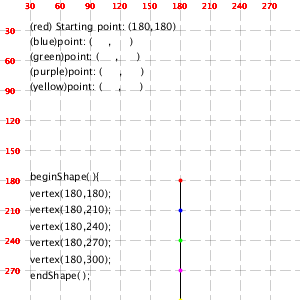 30 60 90 120 150 180 210 240 270
30
(red) Starting point: (180,180)
(blue)point: (    ,     )
(green)point: (    ,     )
60
(purple)point: (    ,     )
(yellow)point: (    ,     )
90
120
150
beginShape(){
180
vertex(180,180);
vertex(180,210);
210
vertex(180,240);
240
vertex(180,270);
vertex(180,300);
270
endShape();